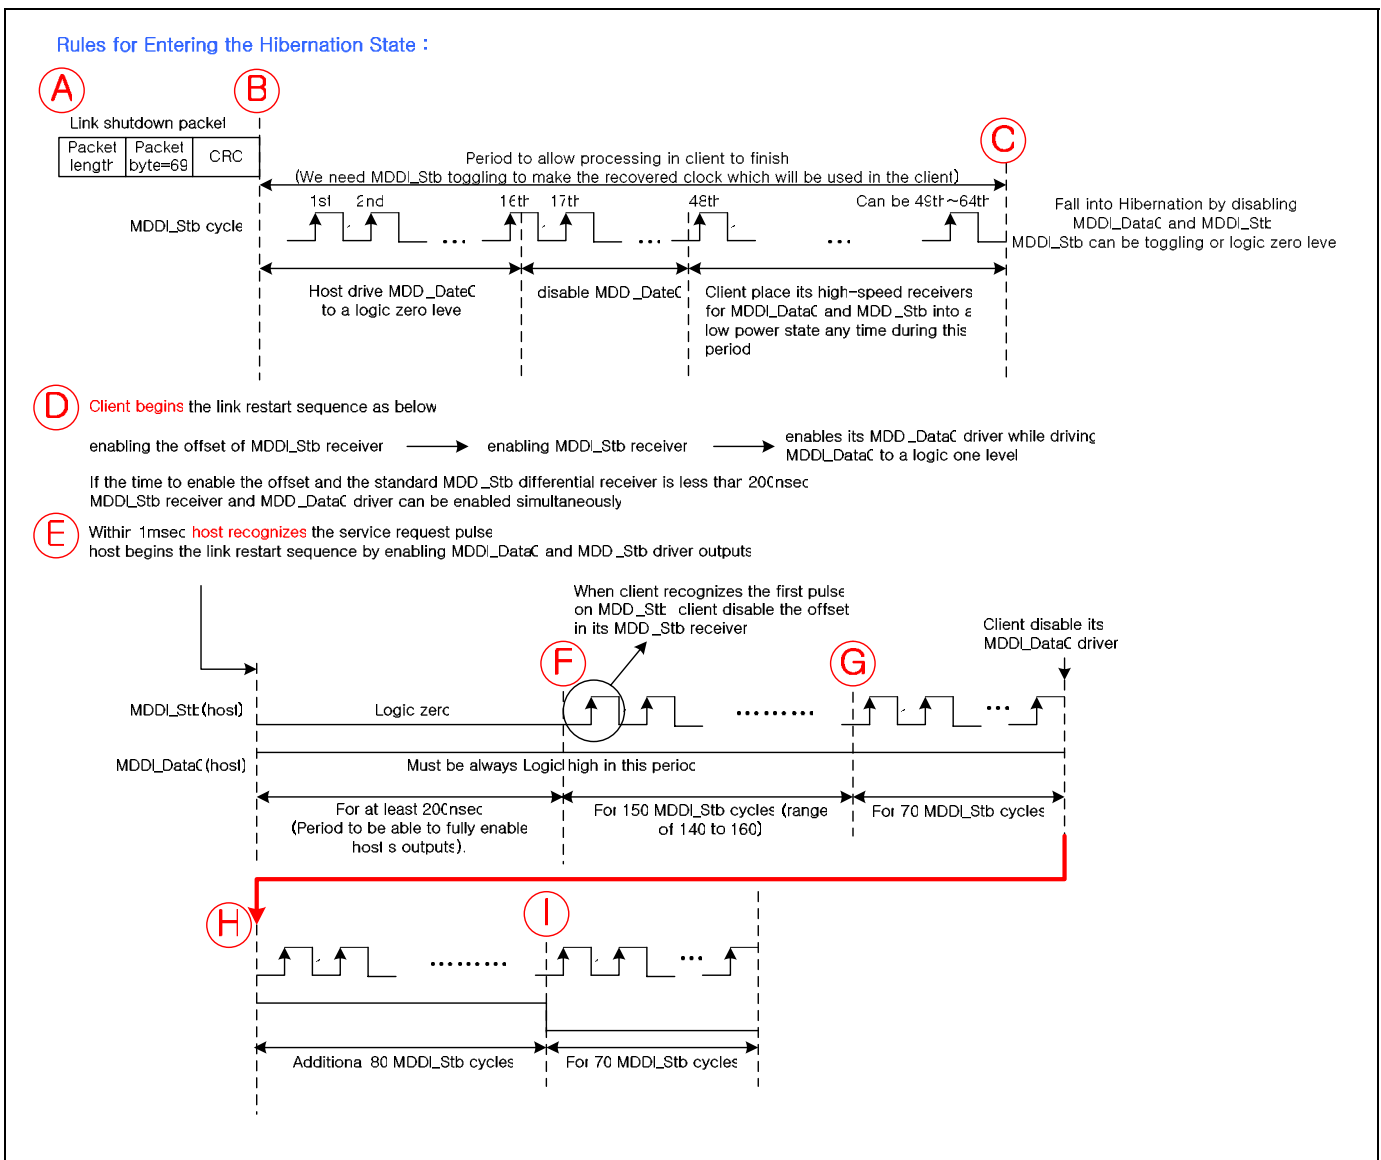 Rules for Entering the Hibernation State :
A
B
C
Link shutdown packet
Packet length
Packet byte=69
CRC
Period to allow processing in client to finish
(We need MDDI_Stb toggling to make the recovered clock which will be used in the client)
1st 2nd 16th 17th 48th Can be 49th~64th
MDDI_Stb cycle
Fall into Hibernation by disabling
MDDI_Data0 and MDDI_Stb
MDDI_Stb can be toggling or logic zero leve
Host drive MDD_Date0
to a logic zero leve
disable MDD_Date0
Client place its high-speed receivers
for MDDI_Data0 and MDD_Stb into a
low power state any time during this
period
D
Client begins the link restart sequence as below
enabling the offset of MDDI_Stb receiver
enabling MDDI_Stb receiver
enables its MDD_Data0 driver while driving
MDDI_Data0 to a logic one level
If the time to enable the offset and the standard MDD_Stb differential receiver is less than 200nsec
MDDI_Stb receiver and MDD_Data0 driver can be enabled simultaneously
E
Within 1msec host recognizes the service request pulse
host begins the link restart sequence by enabling MDDI_Data0 and MDD_Stb driver outputs
When client recognizes the first pulse
on MDD_Stb client disable the offset
in its MDD_Stb receiver
Client disable its
MDDI_Data0 driver
F
G
MDDI_Stb(host)
Logic zero
MDDI_Data0(host)
Must be always Logic high in this period
For at least 200nsec
(Period to be able to fully enable
host s outputs).
For 150 MDDI_Stb cycles (range
of 140 to 160)
For 70 MDDI_Stb cycles
H
I
Additiona 80 MDDI_Stb cycles
For 70 MDDI_Stb cycles